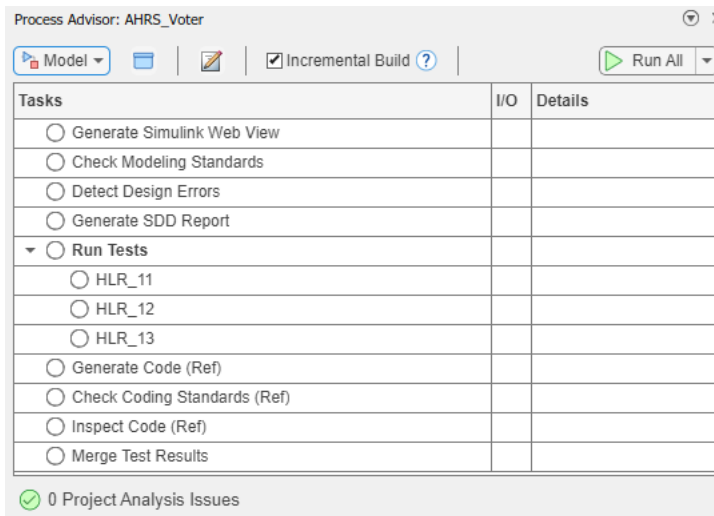 Process Advisor: AHRS_Voter
Model Incremental Build ? Run All
Tasks I/O Details
Generate Simulink Web View
Check Modeling Standards
Detect Design Errors
Generate SDD Report
Run Tests
HLR_11
HLR_12
HLR_13
Generate Code (Ref)
Check Coding Standards (Ref)
Inspect Code (Ref)
Merge Test Results
0 Project Analysis Issues